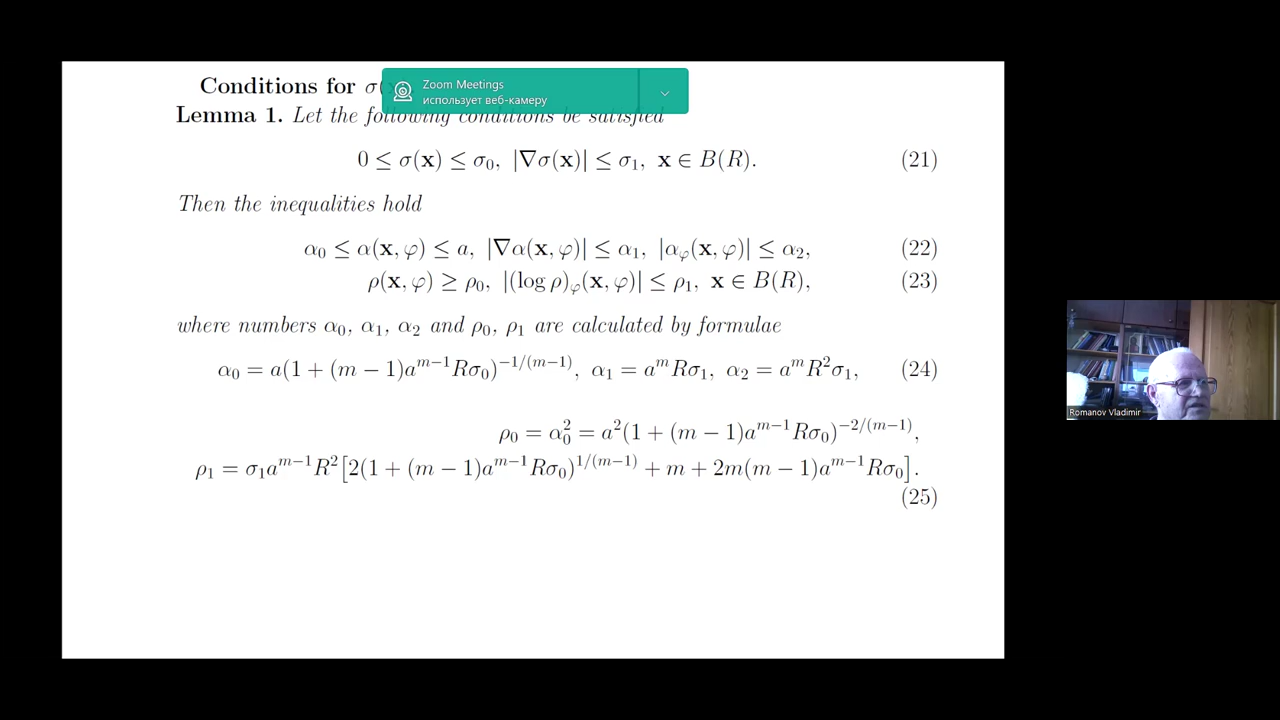 Conditions for σ(
Zoom Meetings
использует веб-камеру
Lemma 1. Let the following conditions be satisfied
0 ≤ σ(x) ≤ σ₀, |∇σ(x)| ≤ σ₁, x ∈ B(R). (21)
Then the inequalities hold
α₀ ≤ α(x, φ) ≤ a, |∇α(x, φ)| ≤ α₁, |α_φ(x, φ)| ≤ α₂, (22)
ρ(x, φ) ≥ ρ₀, |(log ρ)_φ(x, φ)| ≤ ρ₁, x ∈ B(R), (23)
where numbers α₀, α₁, α₂ and ρ₀, ρ₁ are calculated by formulae
α₀ = a(1 + (m − 1)a^{m−1}Rσ₀)^{−1/(m−1)}, α₁ = a^m Rσ₁, α₂ = a^m R²σ₁, (24)
ρ₀ = α₀² = a²(1 + (m − 1)a^{m−1}Rσ₀)^{−2/(m−1)},
ρ₁ = σ₁a^{m−1}R²[2(1 + (m − 1)a^{m−1}Rσ₀)^{1/(m−1)} + m + 2m(m − 1)a^{m−1}Rσ₀].
(25)
Romanov Vladimir